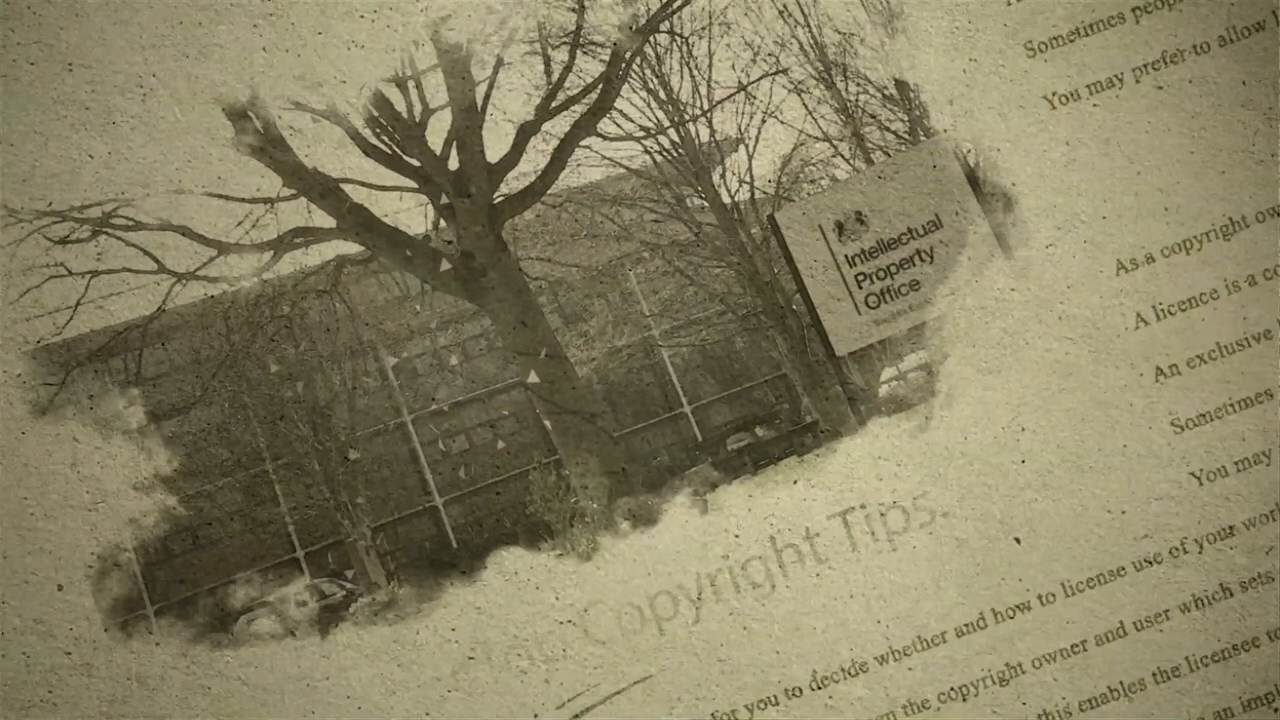 Sometimes peop
You may prefer to allow
Intellectual
Property
Office
As a copyright ow
A licence is a c
An exclusive
Sometimes
You may
Copyright Tips.
for you to decide whether and how to license use of your wor
the copyright owner and user which sets
this enables the licensee to
an impl